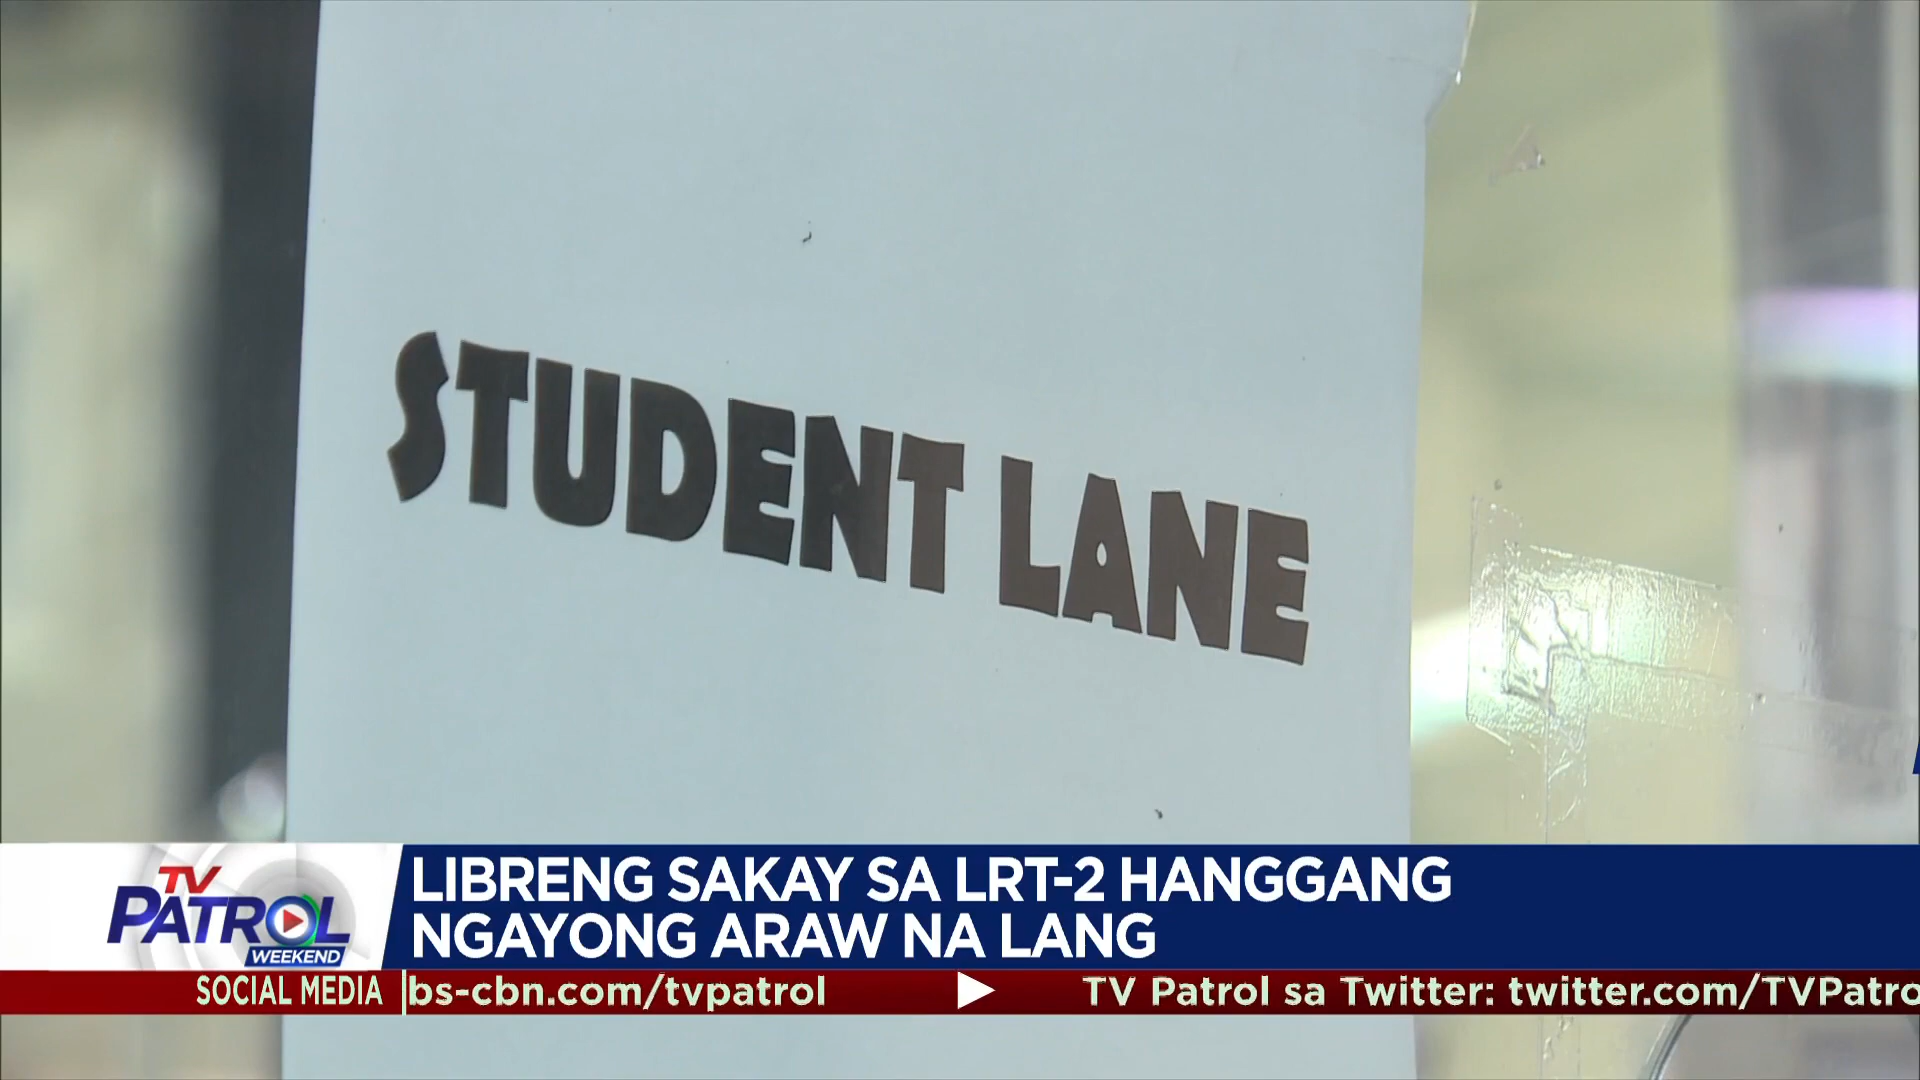 STUDENT LANE
TV
PATROL
WEEKEND
LIBRENG SAKAY SA LRT-2 HANGGANG
NGAYONG ARAW NA LANG
SOCIAL MEDIA
bs-cbn.com/tvpatrol
TV Patrol sa Twitter: twitter.com/TVPatro